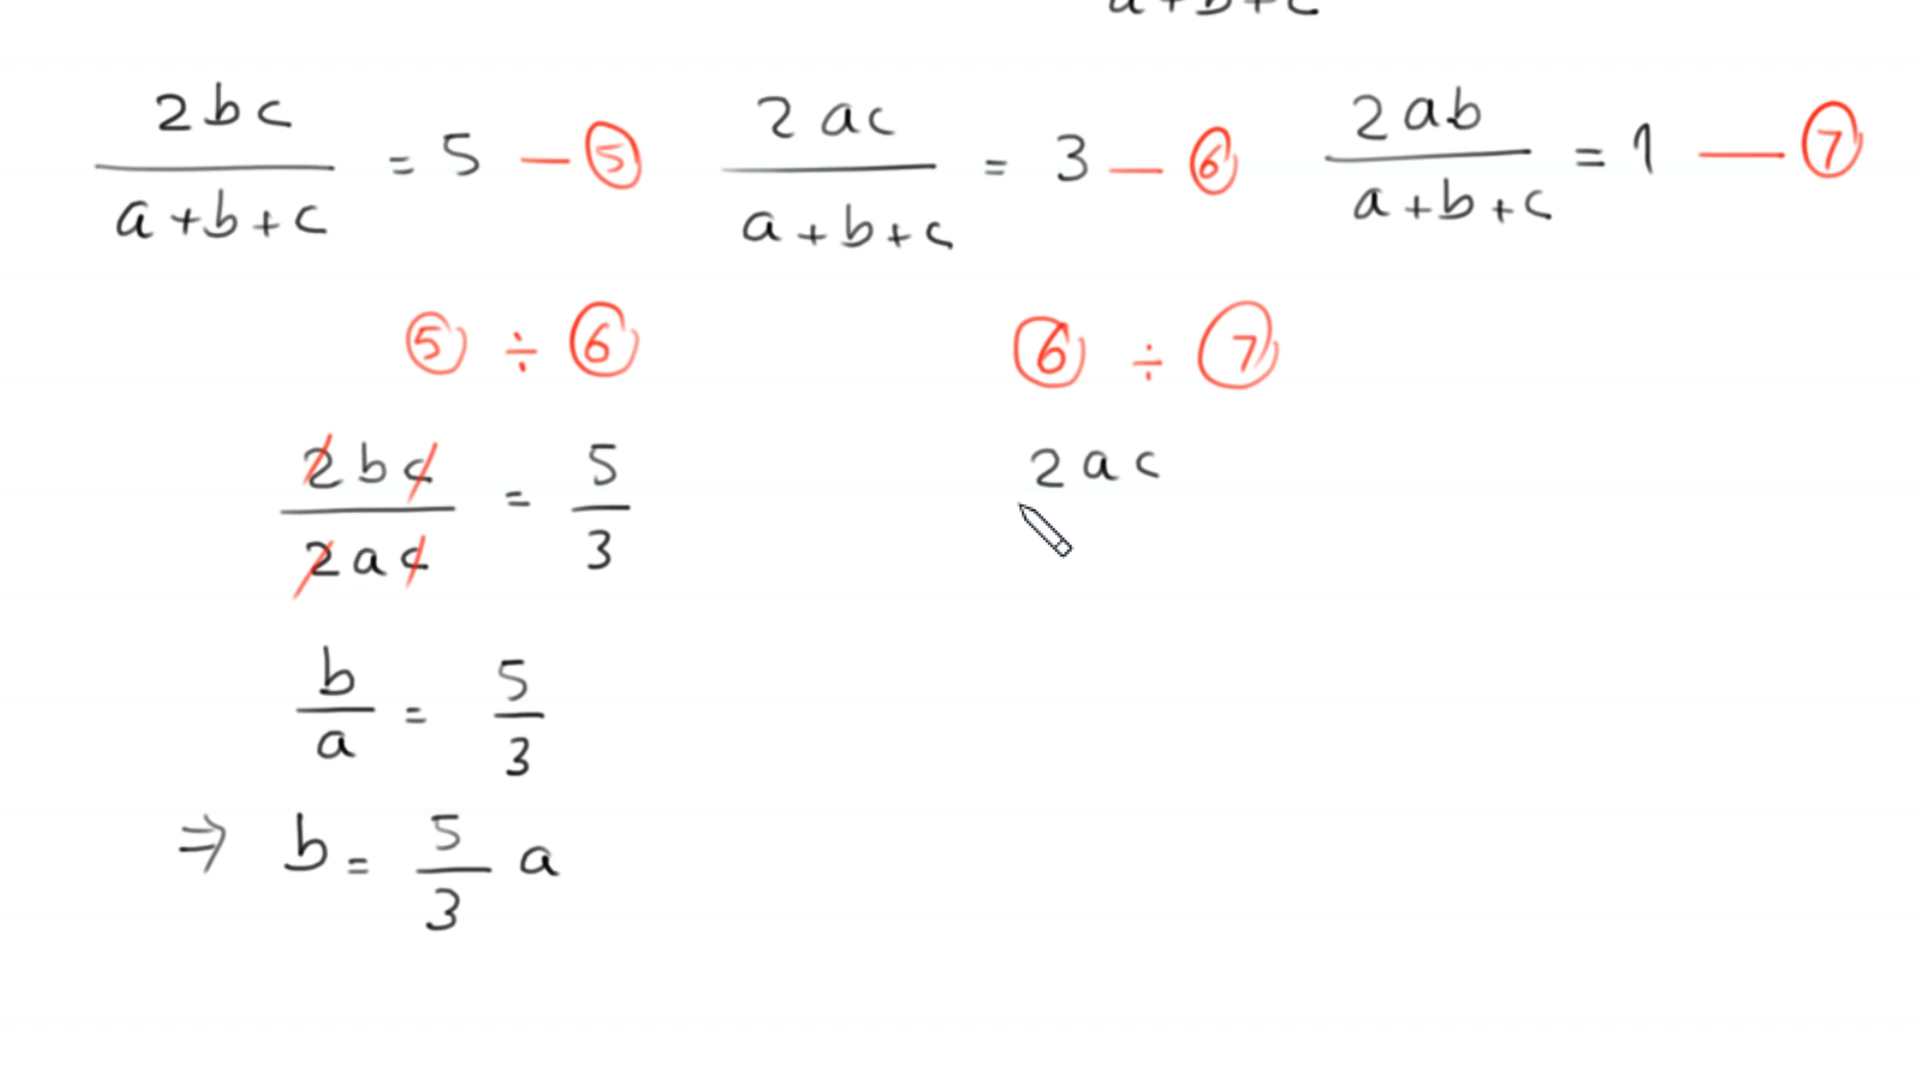 a+b+c
2bc/a+b+c = 5 — ⑤ 2ac/a+b+c = 3 — ⑥ 2ab/a+b+c = 1 — ⑦
⑤ ÷ ⑥ ⑥ ÷ ⑦
2bc/2ac = 5/3 2ac
b/a = 5/3
⇒ b = 5/3 a